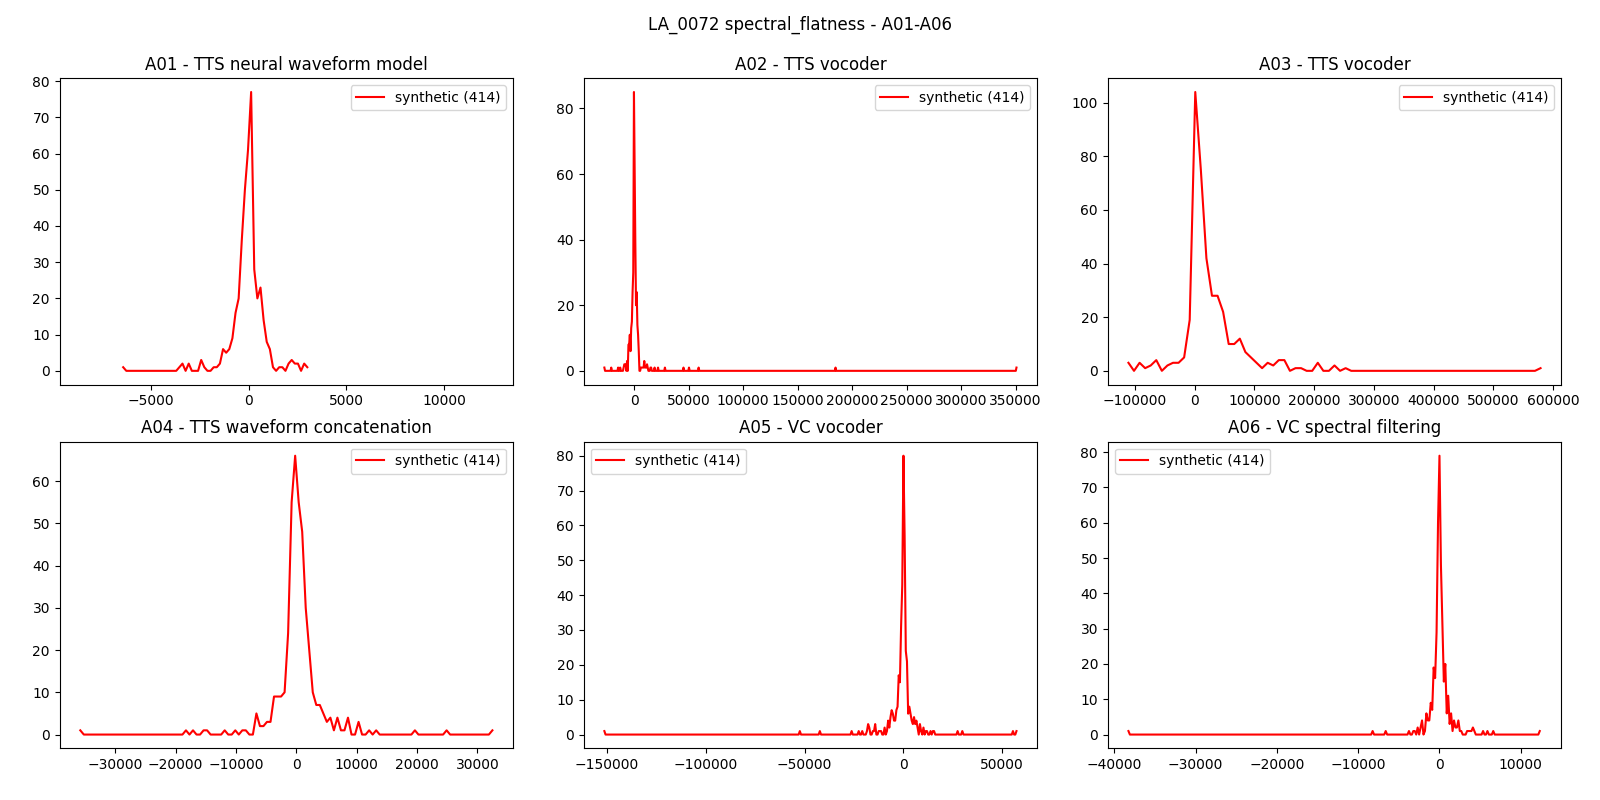 LA_0072 spectral_flatness - A01-A06
A01 - TTS neural waveform model
synthetic (414)
80
70
60
50
40
30
20
10
0
−5000 0 5000 10000
A02 - TTS vocoder
synthetic (414)
80
60
40
20
0
0 50000 100000 150000 200000 250000 300000 350000
A03 - TTS vocoder
synthetic (414)
100
80
60
40
20
0
−100000 0 100000 200000 300000 400000 500000 600000
A04 - TTS waveform concatenation
synthetic (414)
60
50
40
30
20
10
0
−30000 −20000 −10000 0 10000 20000 30000
A05 - VC vocoder
synthetic (414)
80
70
60
50
40
30
20
10
0
−150000 −100000 −50000 0 50000
A06 - VC spectral filtering
synthetic (414)
80
70
60
50
40
30
20
10
0
−40000 −30000 −20000 −10000 0 10000